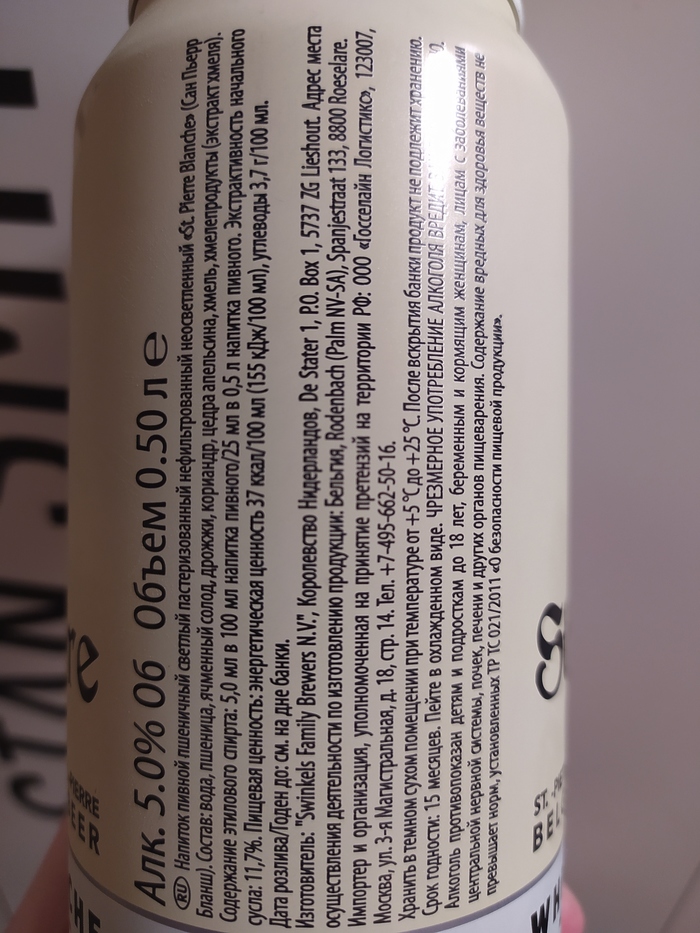 Алк. 5.0% Об Объем 0.50 л e
RU Напиток пивной пшеничный светлый пастеризованный нефильтрованный неосветленный «St. Pierre Blanche» (Сан Пьерр
Бланш). Состав: вода, пшеница, ячменный солод, дрожжи, кориандр, цедра апельсина, хмель, хмелепродукты (экстракт хмеля).
Содержание этилового спирта: 5,0 мл в 100 мл напитка пивного/25 мл в 0,5 л напитка пивного. Экстрактивность начального
сусла: 11,7%. Пищевая ценность: энергетическая ценность 37 ккал/100 мл (155 кДж/100 мл), углеводы 3,7 г/100 мл.
Дата розлива/Годен до: см. на дне банки.
Изготовитель: "Swinkels Family Brewers N.V.", Королевство Нидерландов, De Stater 1, P.O. Box 1, 5737 ZG Lieshout. Адрес места
осуществления деятельности по изготовлению продукции: Бельгия, Rodenbach (Palm NV-SA), Spanjestraat 133, 8800 Roeselare.
Импортер и организация, уполномоченная на принятие претензий на территории РФ: ООО «Госселайн Логистикс», 123007,
Москва, ул. 3-я Магистральная, д. 18, стр. 14. Тел. +7-495-662-50-16.
Хранить в темном сухом помещении при температуре от +5 °С до +25 °С. После вскрытия банки продукт не подлежит хранению.
Срок годности: 15 месяцев. Пейте в охлажденном виде. ЧРЕЗМЕРНОЕ УПОТРЕБЛЕНИЕ АЛКОГОЛЯ ВРЕДИТ
Алкоголь противопоказан детям и подросткам до 18 лет, беременным и кормящим женщинам, лицам с заболеваниями
центральной нервной системы, почек, печени и других органов пищеварения. Содержание вредных для здоровья веществ не
превышает норм, установленных ТР ТС 021/2011 «О безопасности пищевой продукции».
re
PIERRE
EER
CHE
ST. PIE
BEL
WH